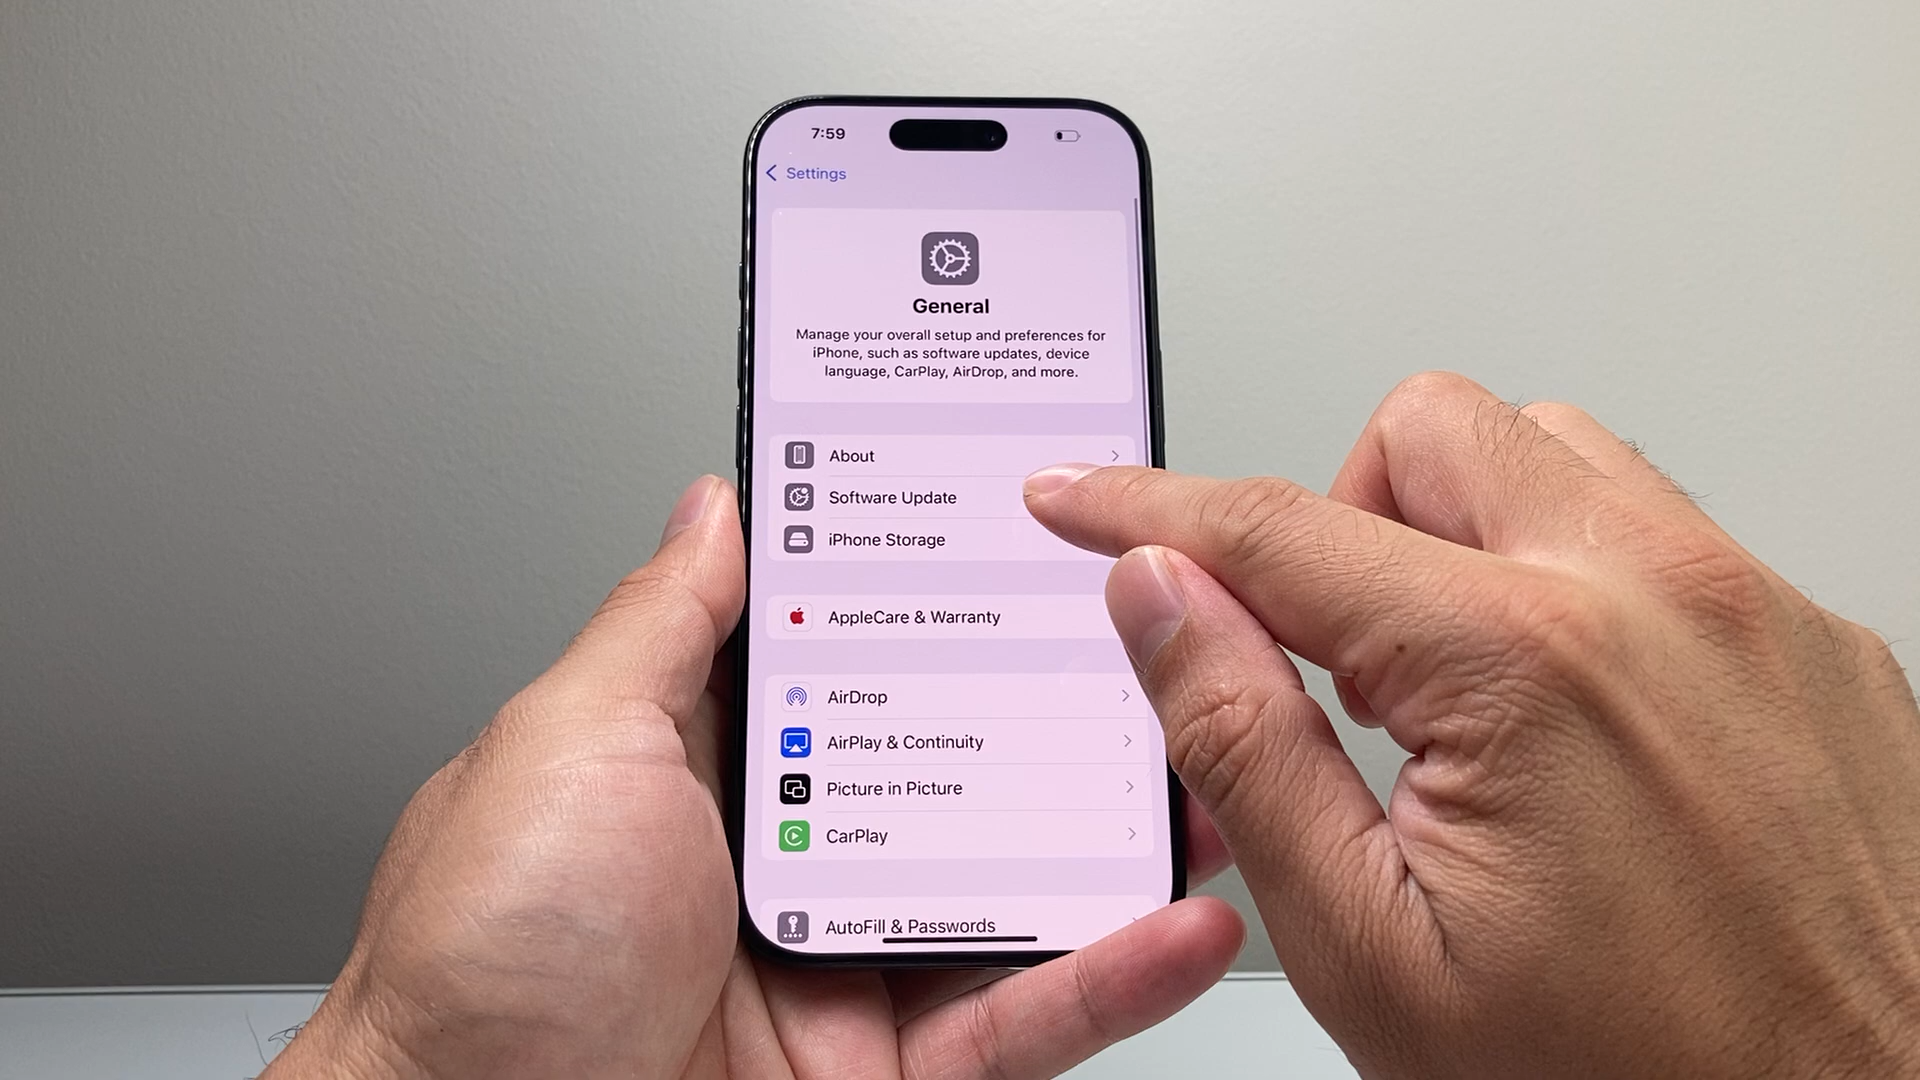 7:59
Settings
General
Manage your overall setup and preferences for
iPhone, such as software updates, device
language, CarPlay, AirDrop, and more.
About
Software Update
iPhone Storage
AppleCare & Warranty
AirDrop
AirPlay & Continuity
Picture in Picture
CarPlay
AutoFill & Passwords